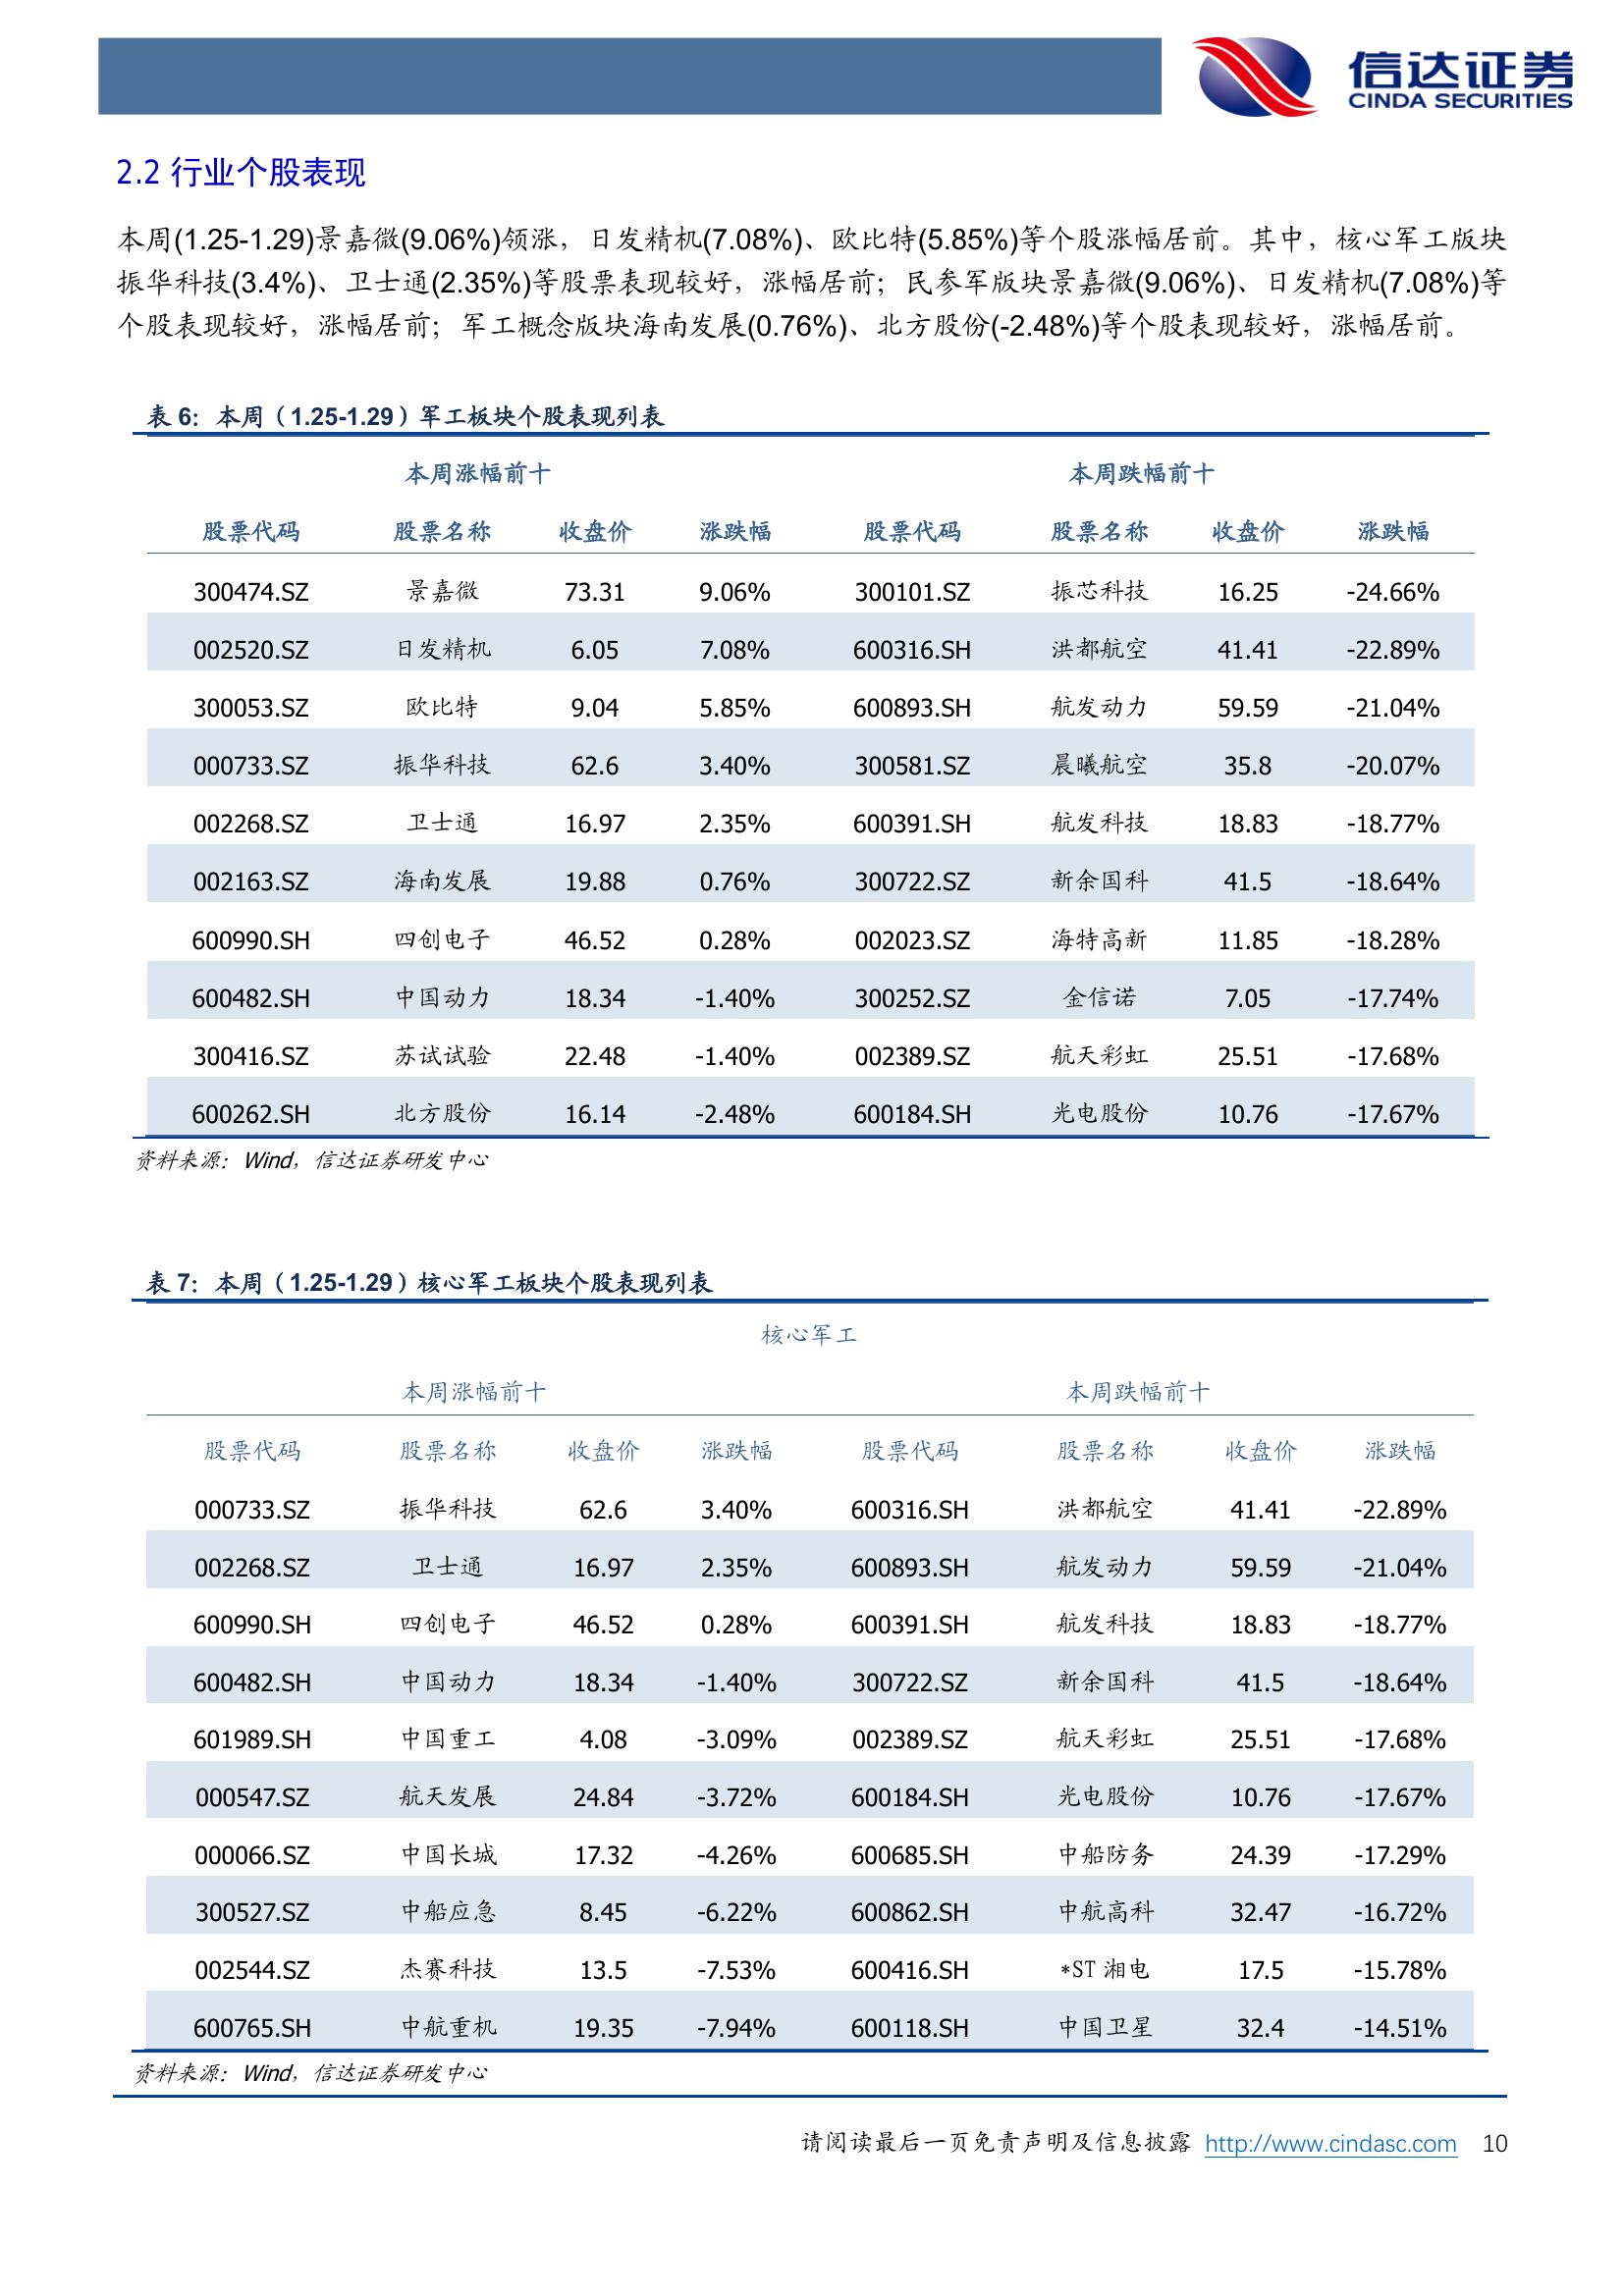 信达证券
CINDA SECURITIES
2.2 行业个股表现
本周(1.25-1.29)景嘉微(9.06%)领涨，日发精机(7.08%)、欧比特(5.85%)等个股涨幅居前。其中，核心军工版块
振华科技(3.4%)、卫士通(2.35%)等股票表现较好，涨幅居前；民参军版块景嘉微(9.06%)、日发精机(7.08%)等
个股表现较好，涨幅居前；军工概念版块海南发展(0.76%)、北方股份(-2.48%)等个股表现较好，涨幅居前。
表 6：本周（1.25-1.29）军工板块个股表现列表
本周涨幅前十 本周跌幅前十
股票代码 股票名称 收盘价 涨跌幅 股票代码 股票名称 收盘价 涨跌幅
300474.SZ 景嘉微 73.31 9.06% 300101.SZ 振芯科技 16.25 -24.66%
002520.SZ 日发精机 6.05 7.08% 600316.SH 洪都航空 41.41 -22.89%
300053.SZ 欧比特 9.04 5.85% 600893.SH 航发动力 59.59 -21.04%
000733.SZ 振华科技 62.6 3.40% 300581.SZ 晨曦航空 35.8 -20.07%
002268.SZ 卫士通 16.97 2.35% 600391.SH 航发科技 18.83 -18.77%
002163.SZ 海南发展 19.88 0.76% 300722.SZ 新余国科 41.5 -18.64%
600990.SH 四创电子 46.52 0.28% 002023.SZ 海特高新 11.85 -18.28%
600482.SH 中国动力 18.34 -1.40% 300252.SZ 金信诺 7.05 -17.74%
300416.SZ 苏试试验 22.48 -1.40% 002389.SZ 航天彩虹 25.51 -17.68%
600262.SH 北方股份 16.14 -2.48% 600184.SH 光电股份 10.76 -17.67%
资料来源：Wind，信达证券研发中心
表 7：本周（1.25-1.29）核心军工板块个股表现列表
核心军工
本周涨幅前十 本周跌幅前十
股票代码 股票名称 收盘价 涨跌幅 股票代码 股票名称 收盘价 涨跌幅
000733.SZ 振华科技 62.6 3.40% 600316.SH 洪都航空 41.41 -22.89%
002268.SZ 卫士通 16.97 2.35% 600893.SH 航发动力 59.59 -21.04%
600990.SH 四创电子 46.52 0.28% 600391.SH 航发科技 18.83 -18.77%
600482.SH 中国动力 18.34 -1.40% 300722.SZ 新余国科 41.5 -18.64%
601989.SH 中国重工 4.08 -3.09% 002389.SZ 航天彩虹 25.51 -17.68%
000547.SZ 航天发展 24.84 -3.72% 600184.SH 光电股份 10.76 -17.67%
000066.SZ 中国长城 17.32 -4.26% 600685.SH 中船防务 24.39 -17.29%
300527.SZ 中船应急 8.45 -6.22% 600862.SH 中航高科 32.47 -16.72%
002544.SZ 杰赛科技 13.5 -7.53% 600416.SH *ST 湘电 17.5 -15.78%
600765.SH 中航重机 19.35 -7.94% 600118.SH 中国卫星 32.4 -14.51%
资料来源：Wind，信达证券研发中心
请阅读最后一页免责声明及信息披露 http://www.cindasc.com 10